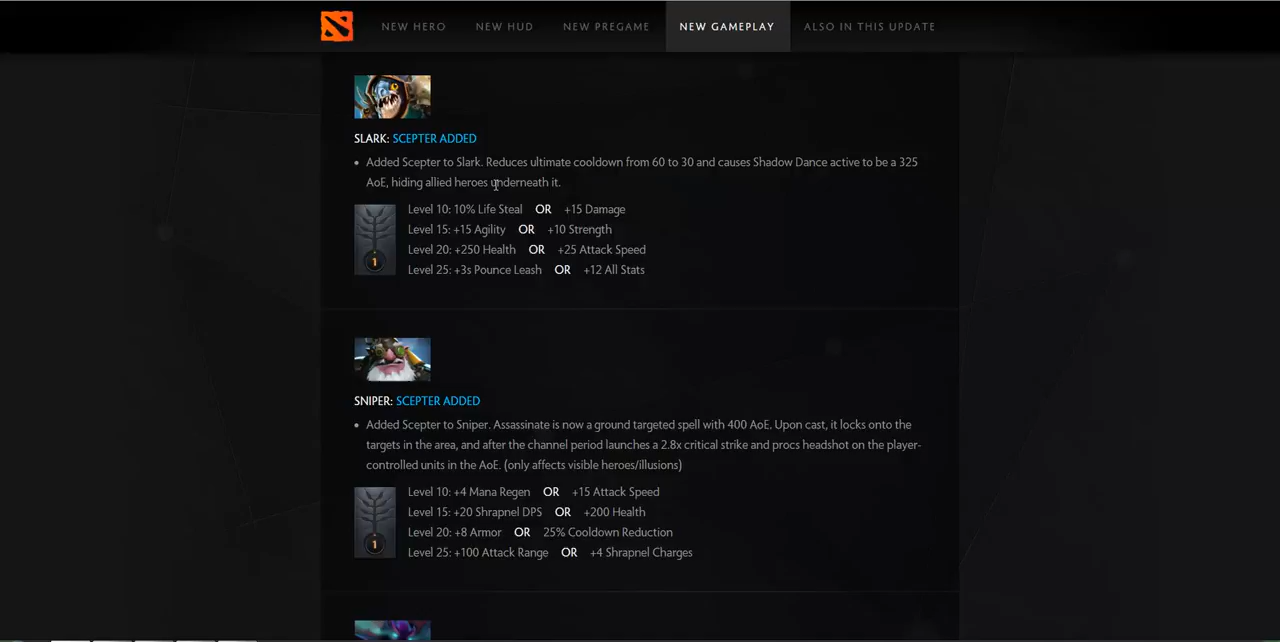 NEW HERO NEW HUD NEW PREGAME NEW GAMEPLAY ALSO IN THIS UPDATE
SLARK: SCEPTER ADDED
• Added Scepter to Slark. Reduces ultimate cooldown from 60 to 30 and causes Shadow Dance active to be a 325
AoE, hiding allied heroes underneath it.
Level 10: 10% Life Steal OR +15 Damage
Level 15: +15 Agility OR +10 Strength
1
Level 20: +250 Health OR +25 Attack Speed
Level 25: +3s Pounce Leash OR +12 All Stats
SNIPER: SCEPTER ADDED
• Added Scepter to Sniper. Assassinate is now a ground targeted spell with 400 AoE. Upon cast, it locks onto the
targets in the area, and after the channel period launches a 2.8x critical strike and procs headshot on the player-
controlled units in the AoE. (only affects visible heroes/illusions)
Level 10: +4 Mana Regen OR +15 Attack Speed
Level 15: +20 Shrapnel DPS OR +200 Health
1
Level 20: +8 Armor OR 25% Cooldown Reduction
Level 25: +100 Attack Range OR +4 Shrapnel Charges